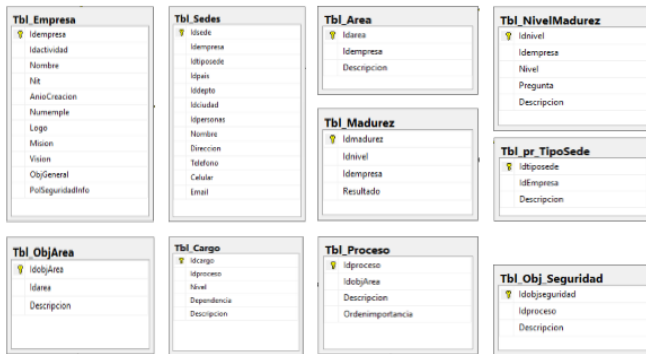 Tbl_Empresa
Idempresa
Idactividad
Nombre
Nit
AnioCreacion
Numemple
Logo
Mision
Vision
ObjGeneral
PolSeguridadInfo
Tbl_Sedes
Idsede
Idempresa
Idtiposede
Idpais
Iddepto
Idciudad
Idpersonas
Nombre
Direccion
Telefono
Celular
Email
Tbl_Area
Idarea
Idempresa
Descripcion
Tbl_Madurez
Idmadurez
Idnivel
Idempresa
Resultado
Tbl_NivelMadurez
Idnivel
Idempresa
Nivel
Pregunta
Descripcion
Tbl_pr_TipoSede
Idtiposede
IdEmpresa
Descripcion
Tbl_ObjArea
IdobjArea
Idarea
Descripcion
Tbl_Cargo
Idcargo
Idproceso
Nivel
Dependencia
Descripcion
Tbl_Proceso
Idproceso
IdobjArea
Descripcion
Ordenimportancia
Tbl_Obj_Seguridad
Idobjseguridad
Idproceso
Descripcion